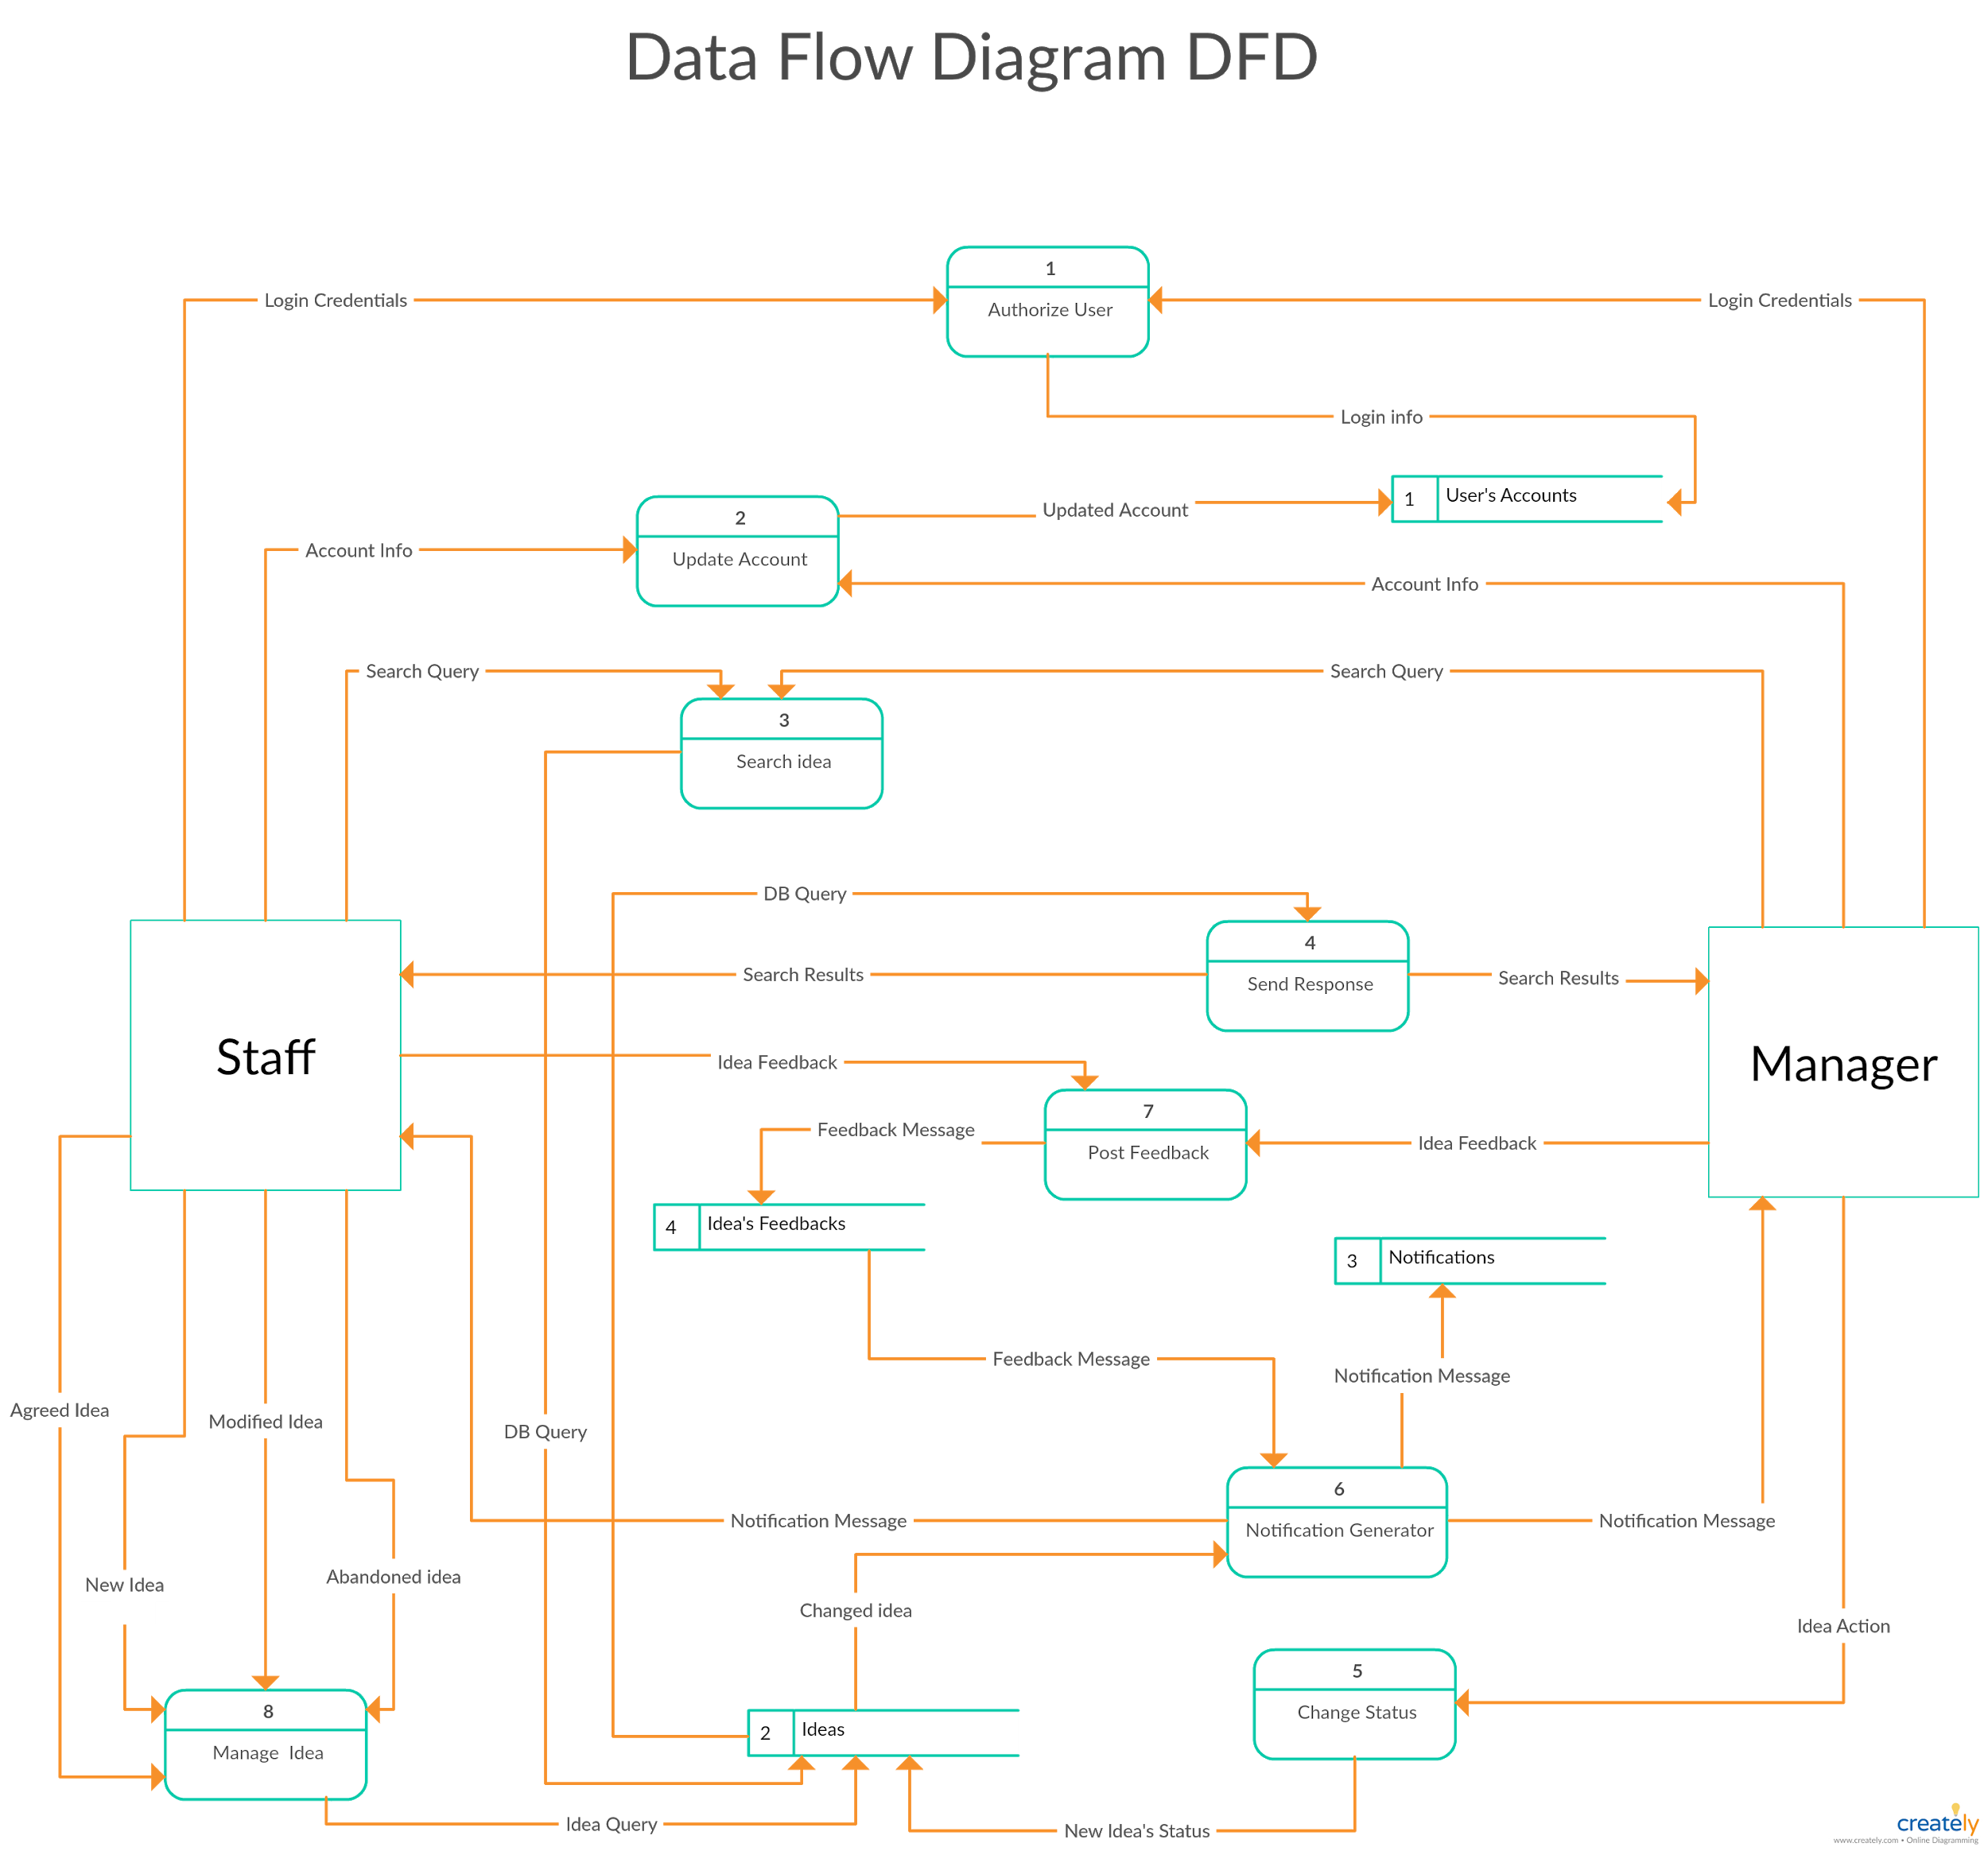 Data Flow Diagram DFD
1
Authorize User
Login Credentials
Login Credentials
Login info
1
User's Accounts
2
Update Account
Updated Account
Account Info
Account Info
Search Query
Search Query
3
Search idea
DB Query
4
Send Response
Search Results
Search Results
Staff
Manager
Idea Feedback
7
Post Feedback
Feedback Message
Idea Feedback
4
Idea's Feedbacks
3
Notifications
Feedback Message
Notification Message
Agreed Idea
Modified Idea
DB Query
6
Notification Generator
Notification Message
Notification Message
New Idea
Abandoned idea
Changed idea
Idea Action
5
Change Status
8
Manage  Idea
2
Ideas
Idea Query
New Idea's Status
creately
www.creately.com • Online Diagramming